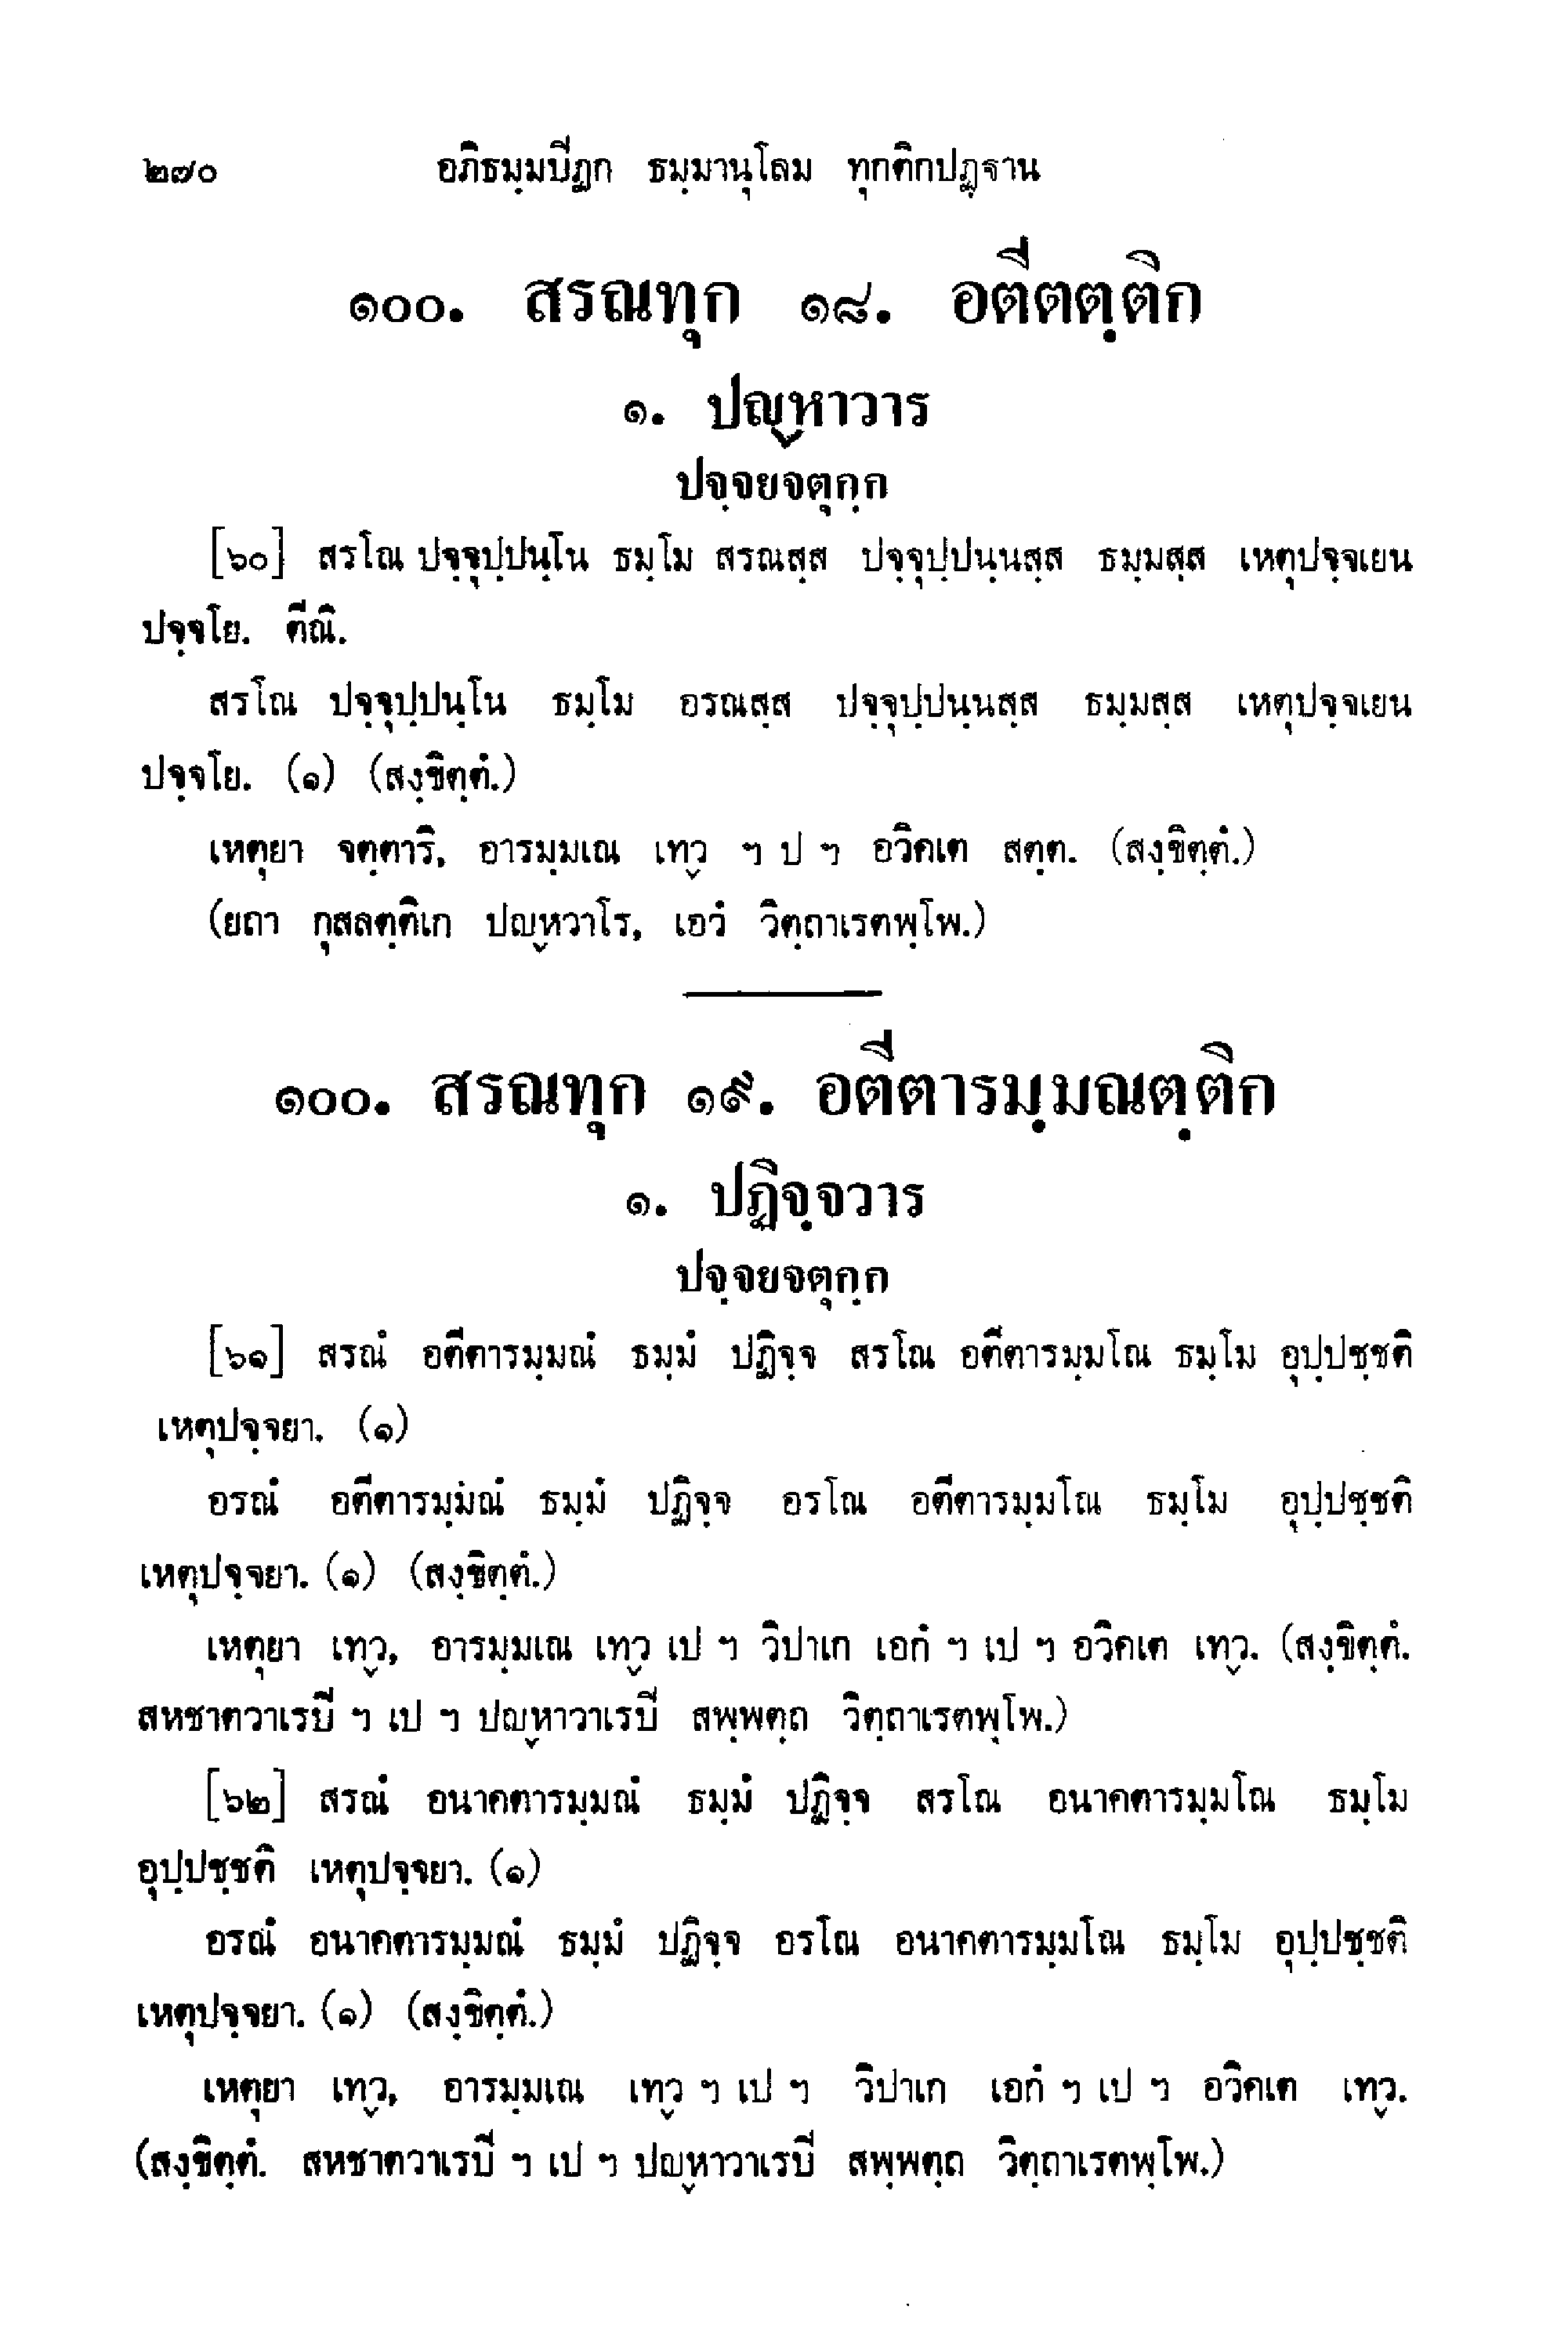 ๒๗๐ อภิธมฺมปีฏก ธมฺมานุโลม ทุกติกปฏฺฐาน
๑๐๐. สรณทุก ๑๘. อตีตตฺติก
๑. ปญฺหาวาร
ปจฺจยจตุกฺก
[๖๐] สรโณ ปจฺจุปฺปนฺโน ธมฺโม สรณสฺส ปจฺจุปฺปนฺนสฺส ธมฺมสฺส เหตุปจฺจเยน
ปจฺจโย. ตีณิ.
สรโณ ปจฺจุปฺปนฺโน ธมฺโม อรณสฺส ปจฺจุปฺปนฺนสฺส ธมฺมสฺส เหตุปจฺจเยน
ปจฺจโย. (๑) (สงฺขิตฺตํ.)
เหตุยา จตฺตาริ, อารมฺมเณ เทฺว ฯ ป ฯ อวิคเต สตฺต. (สงฺขิตฺตํ.)
(ยถา กุสลตฺติเก ปญฺหวาโร, เอวํ วิตฺถาเรตพฺโพ.)
๑๐๐. สรณทุก ๑๙. อตีตารมฺมณตฺติก
๑. ปฏิจฺจวาร
ปจฺจยจตุกฺก
[๖๑] สรณํ อตีตารมฺมณํ ธมฺมํ ปฏิจฺจ สรโณ อตีตารมฺมโณ ธมฺโม อุปฺปชฺชติ
เหตุปจฺจยา. (๑)
อรณํ อตีตารมฺมณํ ธมฺมํ ปฏิจฺจ อรโณ อตีตารมฺมโณ ธมฺโม อุปฺปชฺชติ
เหตุปจฺจยา. (๑) (สงฺขิตฺตํ.)
เหตุยา เทฺว, อารมฺมเณ เทฺว เป ฯ วิปาเก เอกํ ฯ เป ฯ อวิคเต เทฺว. (สงฺขิตฺตํ.
สหชาตวาเรปี ฯ เป ฯ ปญฺหาวาเรปี สพฺพตฺถ วิตฺถาเรตพฺโพ.)
[๖๒] สรณํ อนาคตารมฺมณํ ธมฺมํ ปฏิจฺจ สรโณ อนาคตารมฺมโณ ธมฺโม
อุปฺปชฺชติ เหตุปจฺจยา. (๑)
อรณํ อนาคตารมฺมณํ ธมฺมํ ปฏิจฺจ อรโณ อนาคตารมฺมโณ ธมฺโม อุปฺปชฺชติ
เหตุปจฺจยา. (๑) (สงฺขิตฺตํ.)
เหตุยา เทฺว, อารมฺมเณ เทฺว ฯ เป ฯ วิปาเก เอกํ ฯ เป ฯ อวิคเต เทฺว.
(สงฺขิตฺตํ. สหชาตวาเรปี ฯ เป ฯ ปญฺหาวาเรปี สพฺพตฺถ วิตฺถาเรตพฺโพ.)